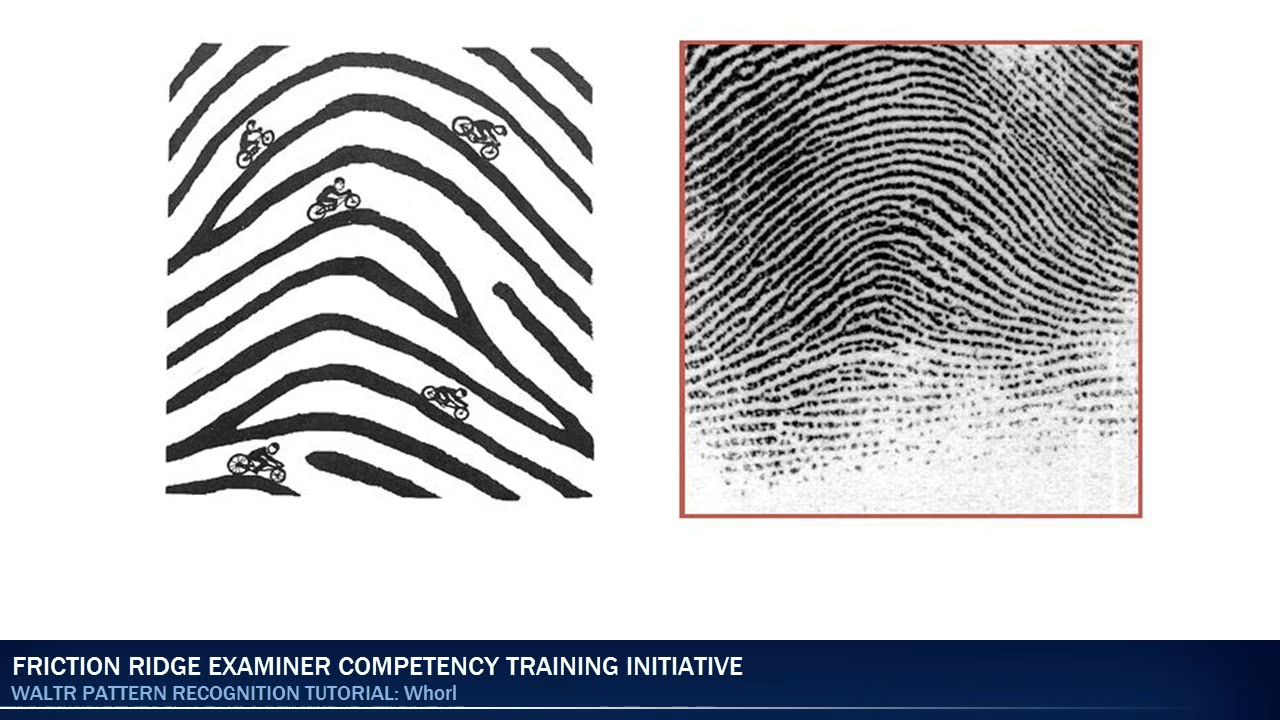 FRICTION RIDGE EXAMINER COMPETENCY TRAINING INITIATIVE
WALTR PATTERN RECOGNITION TUTORIAL: Whorl